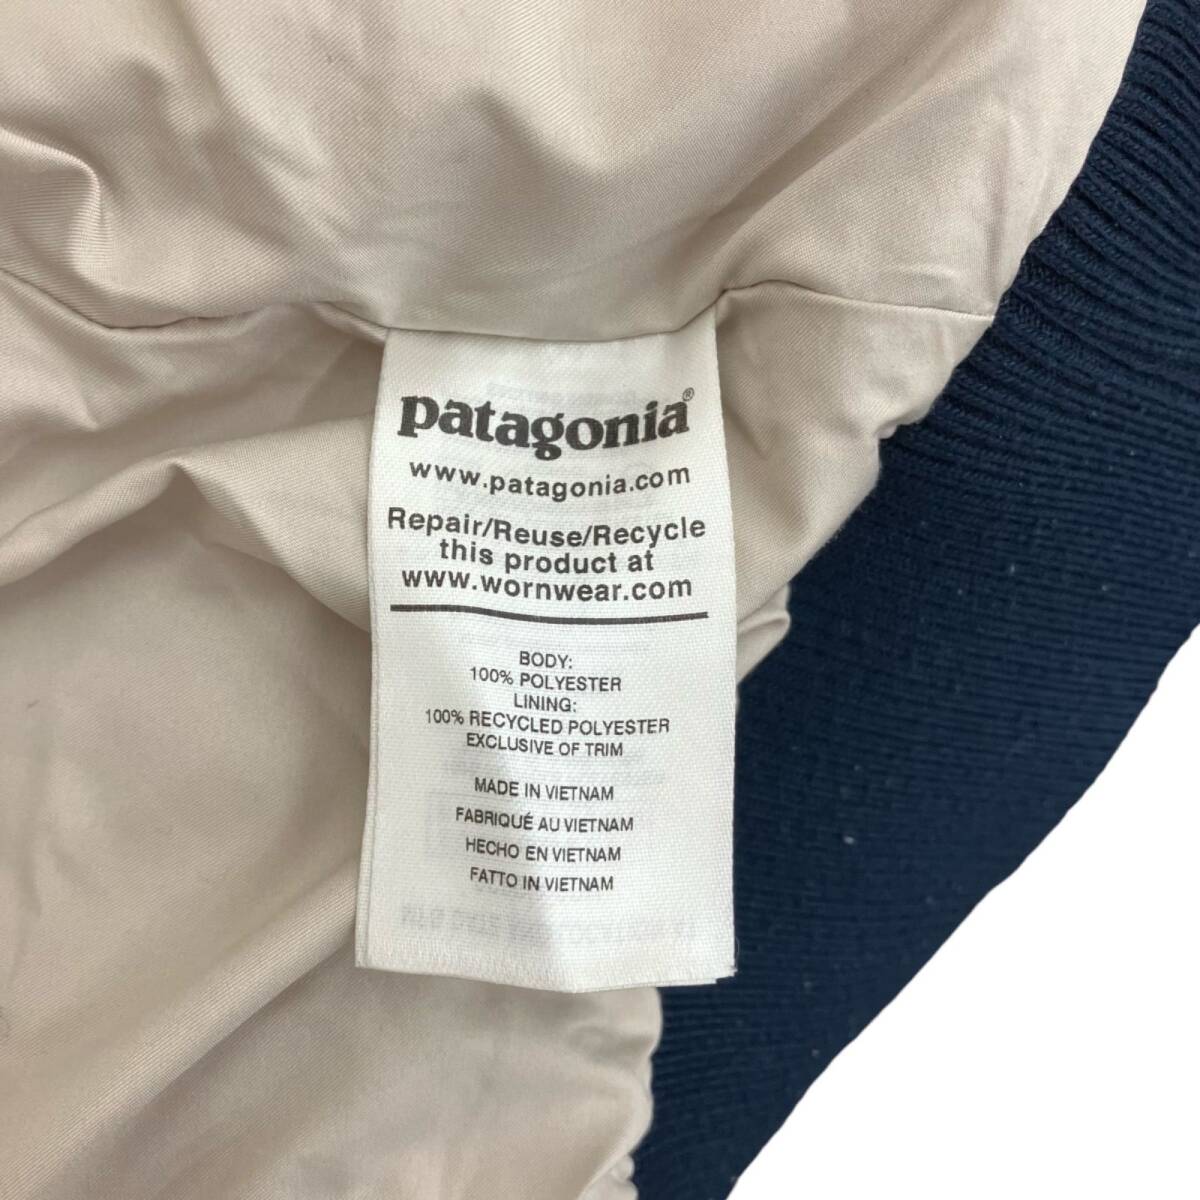 patagonia®
www.patagonia.com
Repair/Reuse/Recycle
this product at
www.wornwear.com
BODY:
100% POLYESTER
LINING:
100% RECYCLED POLYESTER
EXCLUSIVE OF TRIM
MADE IN VIETNAM
FABRIQUÉ AU VIETNAM
HECHO EN VIETNAM
FATTO IN VIETNAM